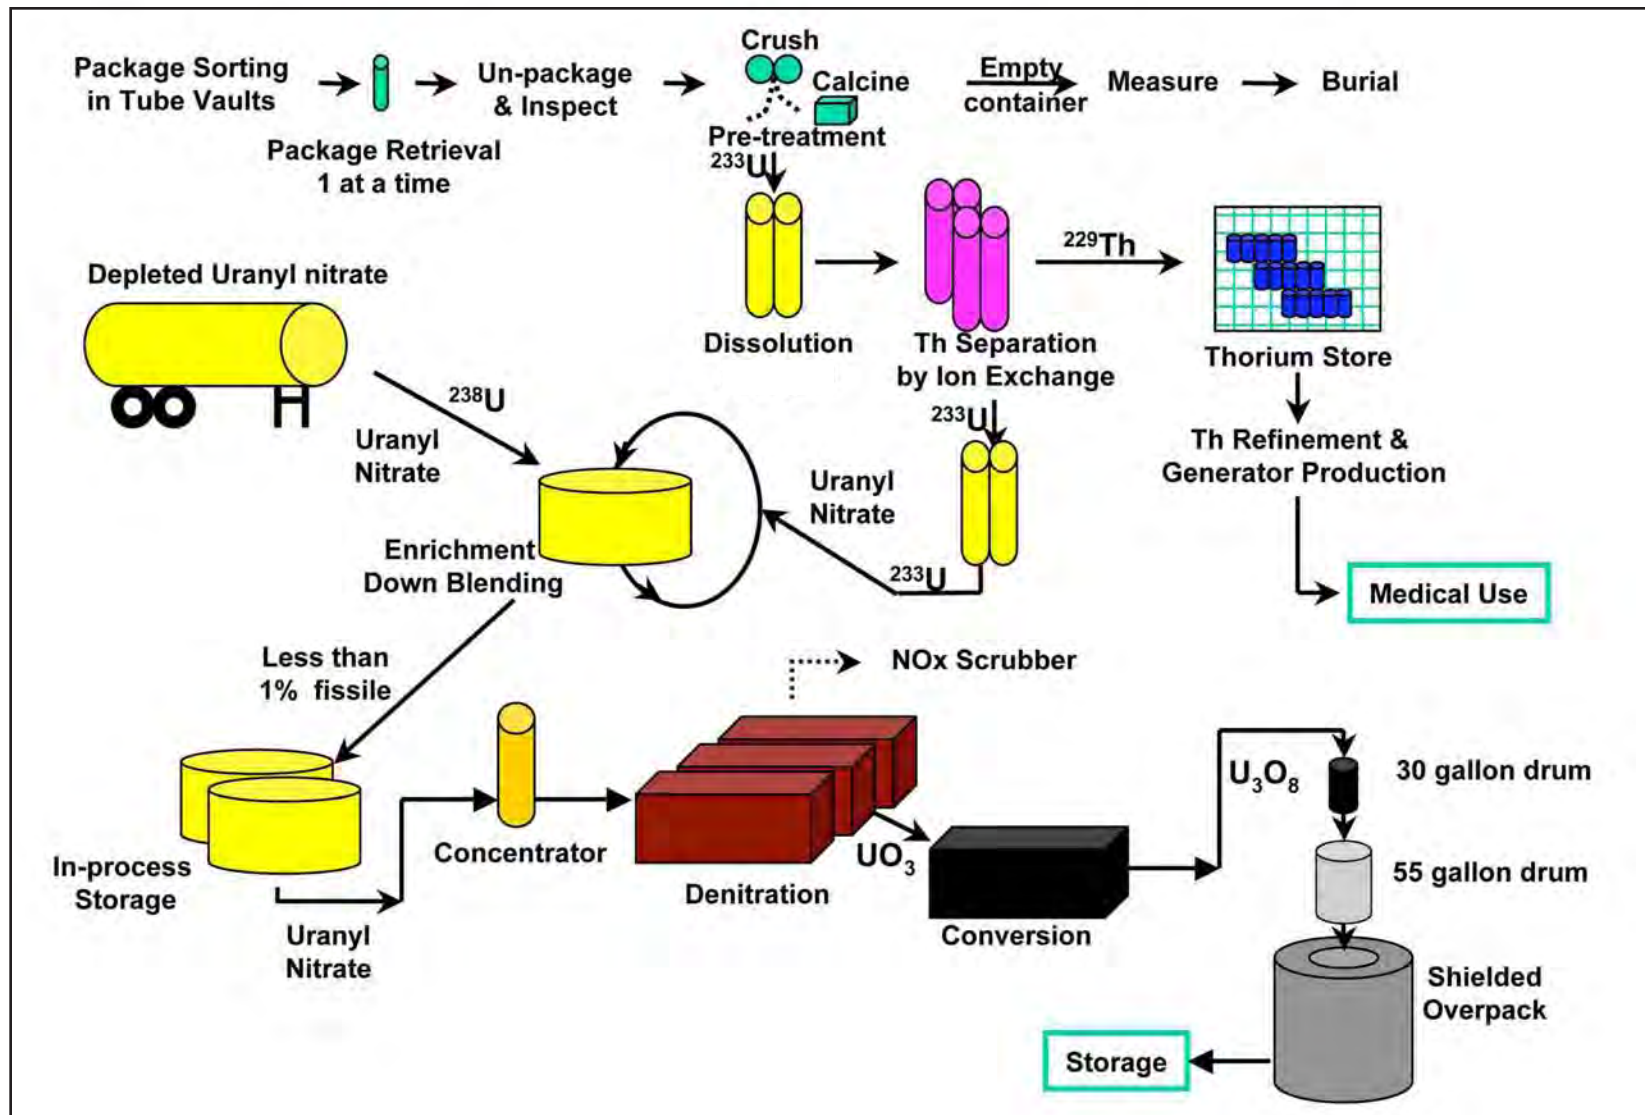 Package Sorting
in Tube Vaults
Package Retrieval
1 at a time
Un-package
& Inspect
Crush
Calcine
Pre-treatment
Empty
container
Measure
Burial
²³³U
Dissolution
Th Separation
by Ion Exchange
²²⁹Th
Thorium Store
Th Refinement &
Generator Production
Medical Use
Depleted Uranyl nitrate
²³⁸U
Uranyl
Nitrate
²³³U
Uranyl
Nitrate
²³³U
Enrichment
Down Blending
Less than
1% fissile
In-process
Storage
Uranyl
Nitrate
Concentrator
NOx Scrubber
Denitration
UO₃
Conversion
U₃O₈
30 gallon drum
55 gallon drum
Shielded
Overpack
Storage